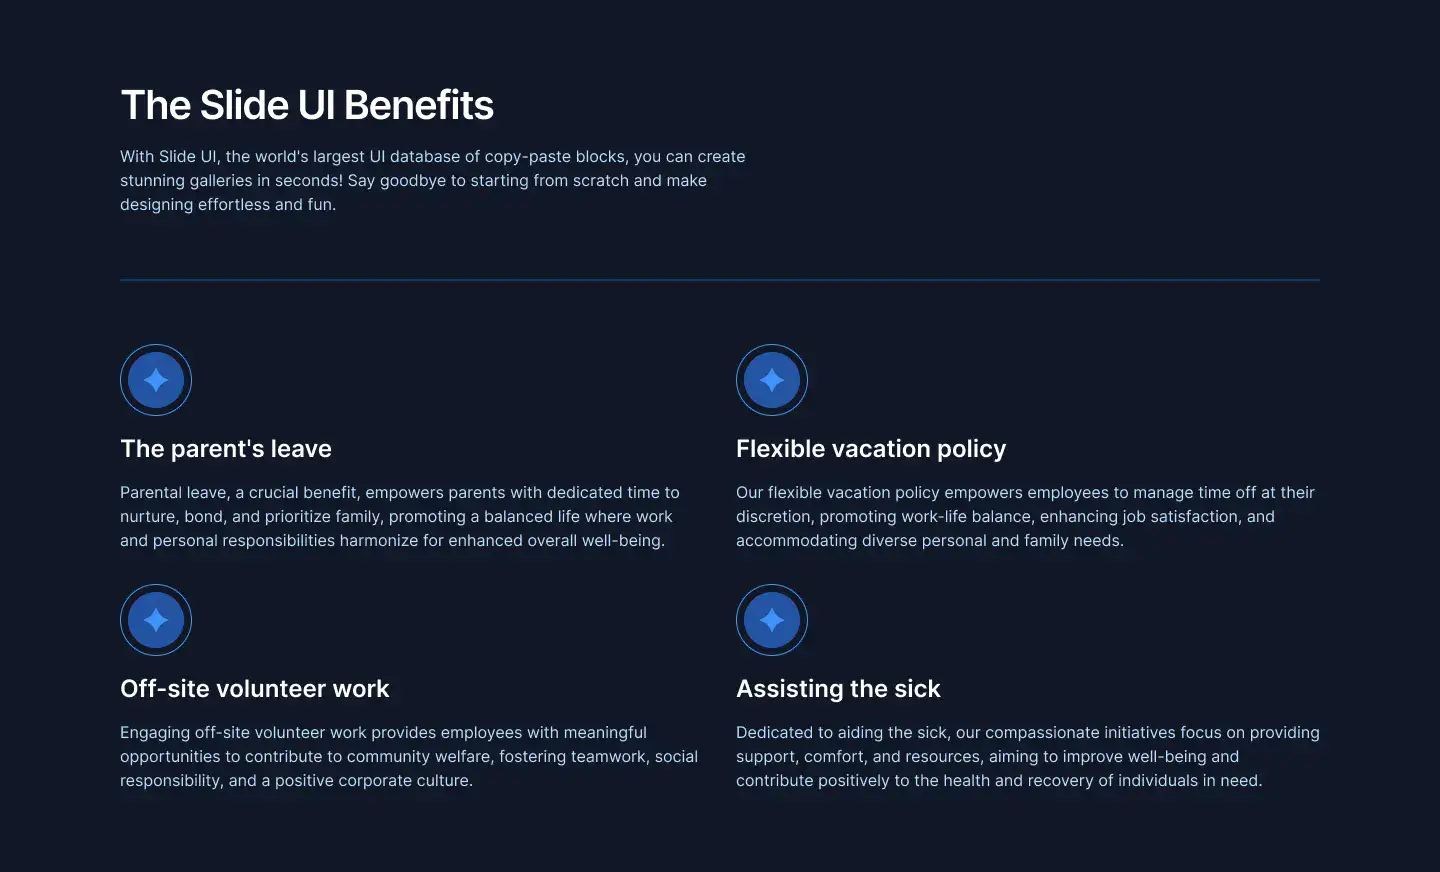 The Slide UI Benefits
With Slide UI, the world's largest UI database of copy-paste blocks, you can create
stunning galleries in seconds! Say goodbye to starting from scratch and make
designing effortless and fun.
The parent's leave
Parental leave, a crucial benefit, empowers parents with dedicated time to
nurture, bond, and prioritize family, promoting a balanced life where work
and personal responsibilities harmonize for enhanced overall well-being.
Flexible vacation policy
Our flexible vacation policy empowers employees to manage time off at their
discretion, promoting work-life balance, enhancing job satisfaction, and
accommodating diverse personal and family needs.
Off-site volunteer work
Engaging off-site volunteer work provides employees with meaningful
opportunities to contribute to community welfare, fostering teamwork, social
responsibility, and a positive corporate culture.
Assisting the sick
Dedicated to aiding the sick, our compassionate initiatives focus on providing
support, comfort, and resources, aiming to improve well-being and
contribute positively to the health and recovery of individuals in need.